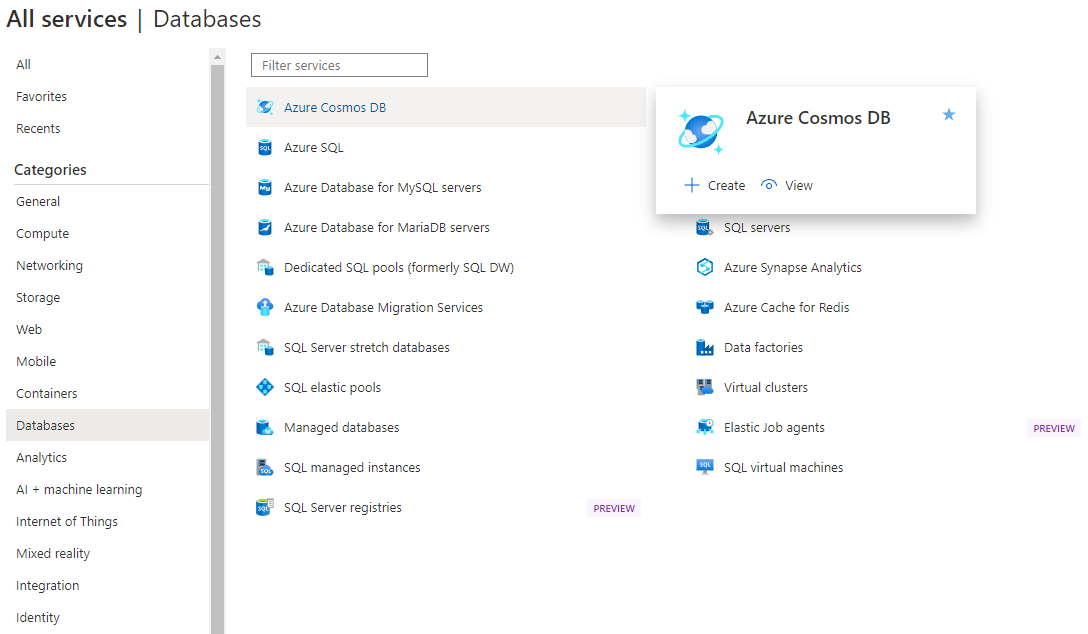 All services | Databases
All
Favorites
Recents
Categories
General
Compute
Networking
Storage
Web
Mobile
Containers
Databases
Analytics
AI + machine learning
Internet of Things
Mixed reality
Integration
Identity
Filter services
Azure Cosmos DB
Azure SQL
Azure Database for MySQL servers
Azure Database for MariaDB servers
Dedicated SQL pools (formerly SQL DW)
Azure Database Migration Services
SQL Server stretch databases
SQL elastic pools
Managed databases
SQL managed instances
SQL Server registries PREVIEW
Azure Cosmos DB
Create View
SQL servers
Azure Synapse Analytics
Azure Cache for Redis
Data factories
Virtual clusters
Elastic Job agents PREVIEW
SQL virtual machines